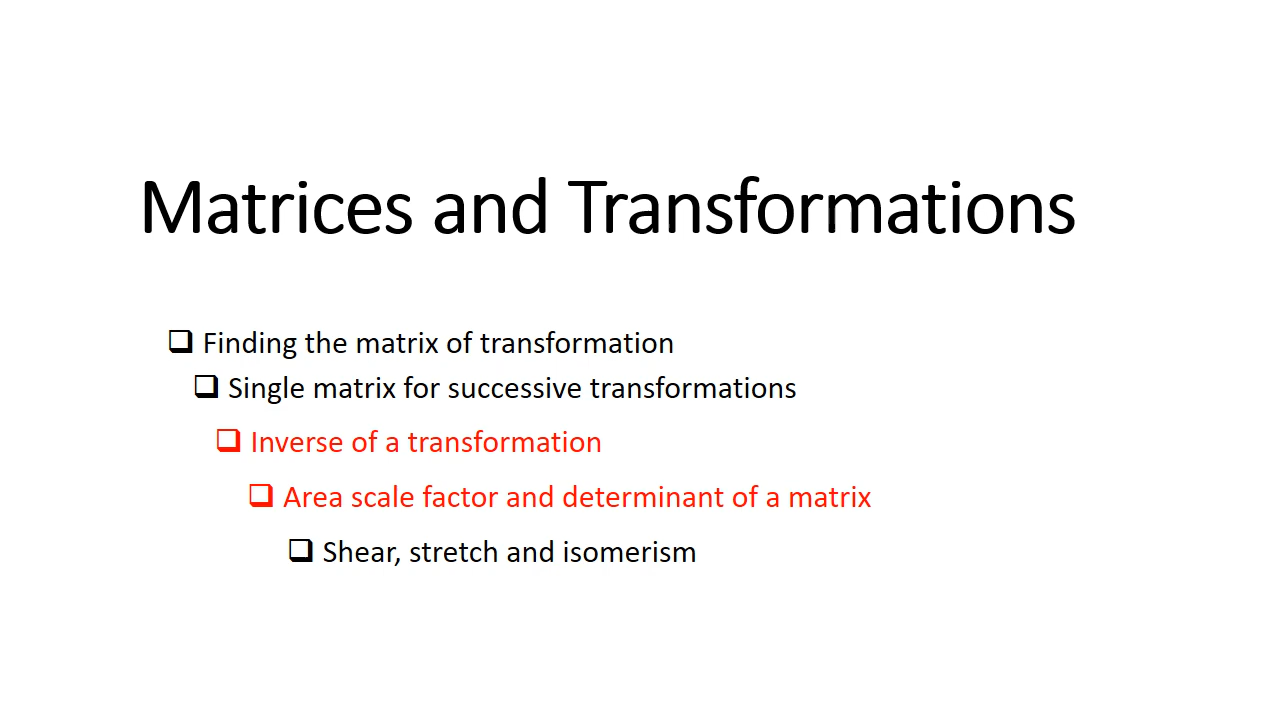 Matrices and Transformations
❑ Finding the matrix of transformation
❑ Single matrix for successive transformations
❑ Inverse of a transformation
❑ Area scale factor and determinant of a matrix
❑ Shear, stretch and isomerism